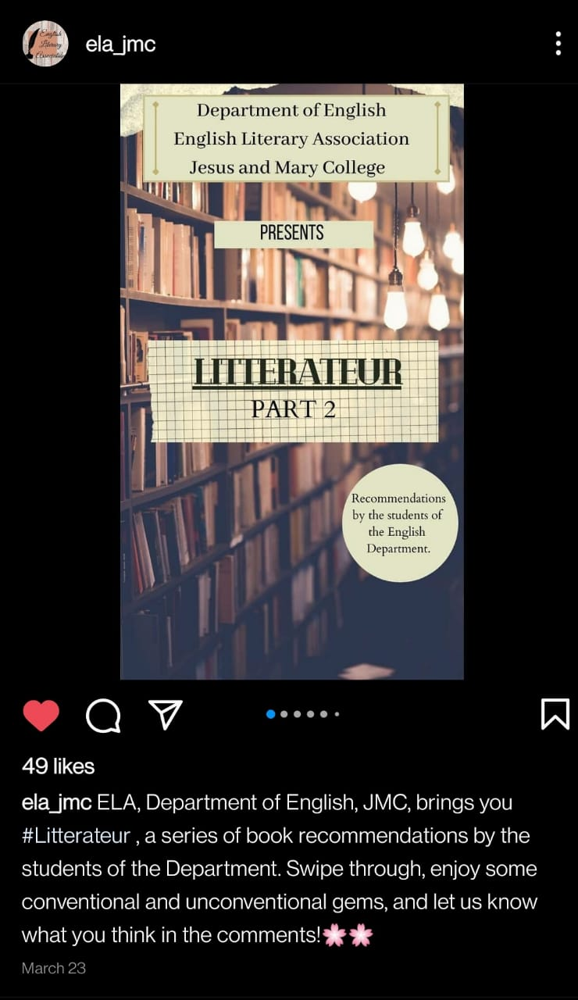 English
Literary
Association
ela_jmc
Department of English
English Literary Association
Jesus and Mary College
PRESENTS
LITTERATEUR
PART 2
Recommendations
by the students of
the English
Department.
49 likes
ela_jmc ELA, Department of English, JMC, brings you
#Litterateur , a series of book recommendations by the
students of the Department. Swipe through, enjoy some
conventional and unconventional gems, and let us know
what you think in the comments!🌸🌸
March 23